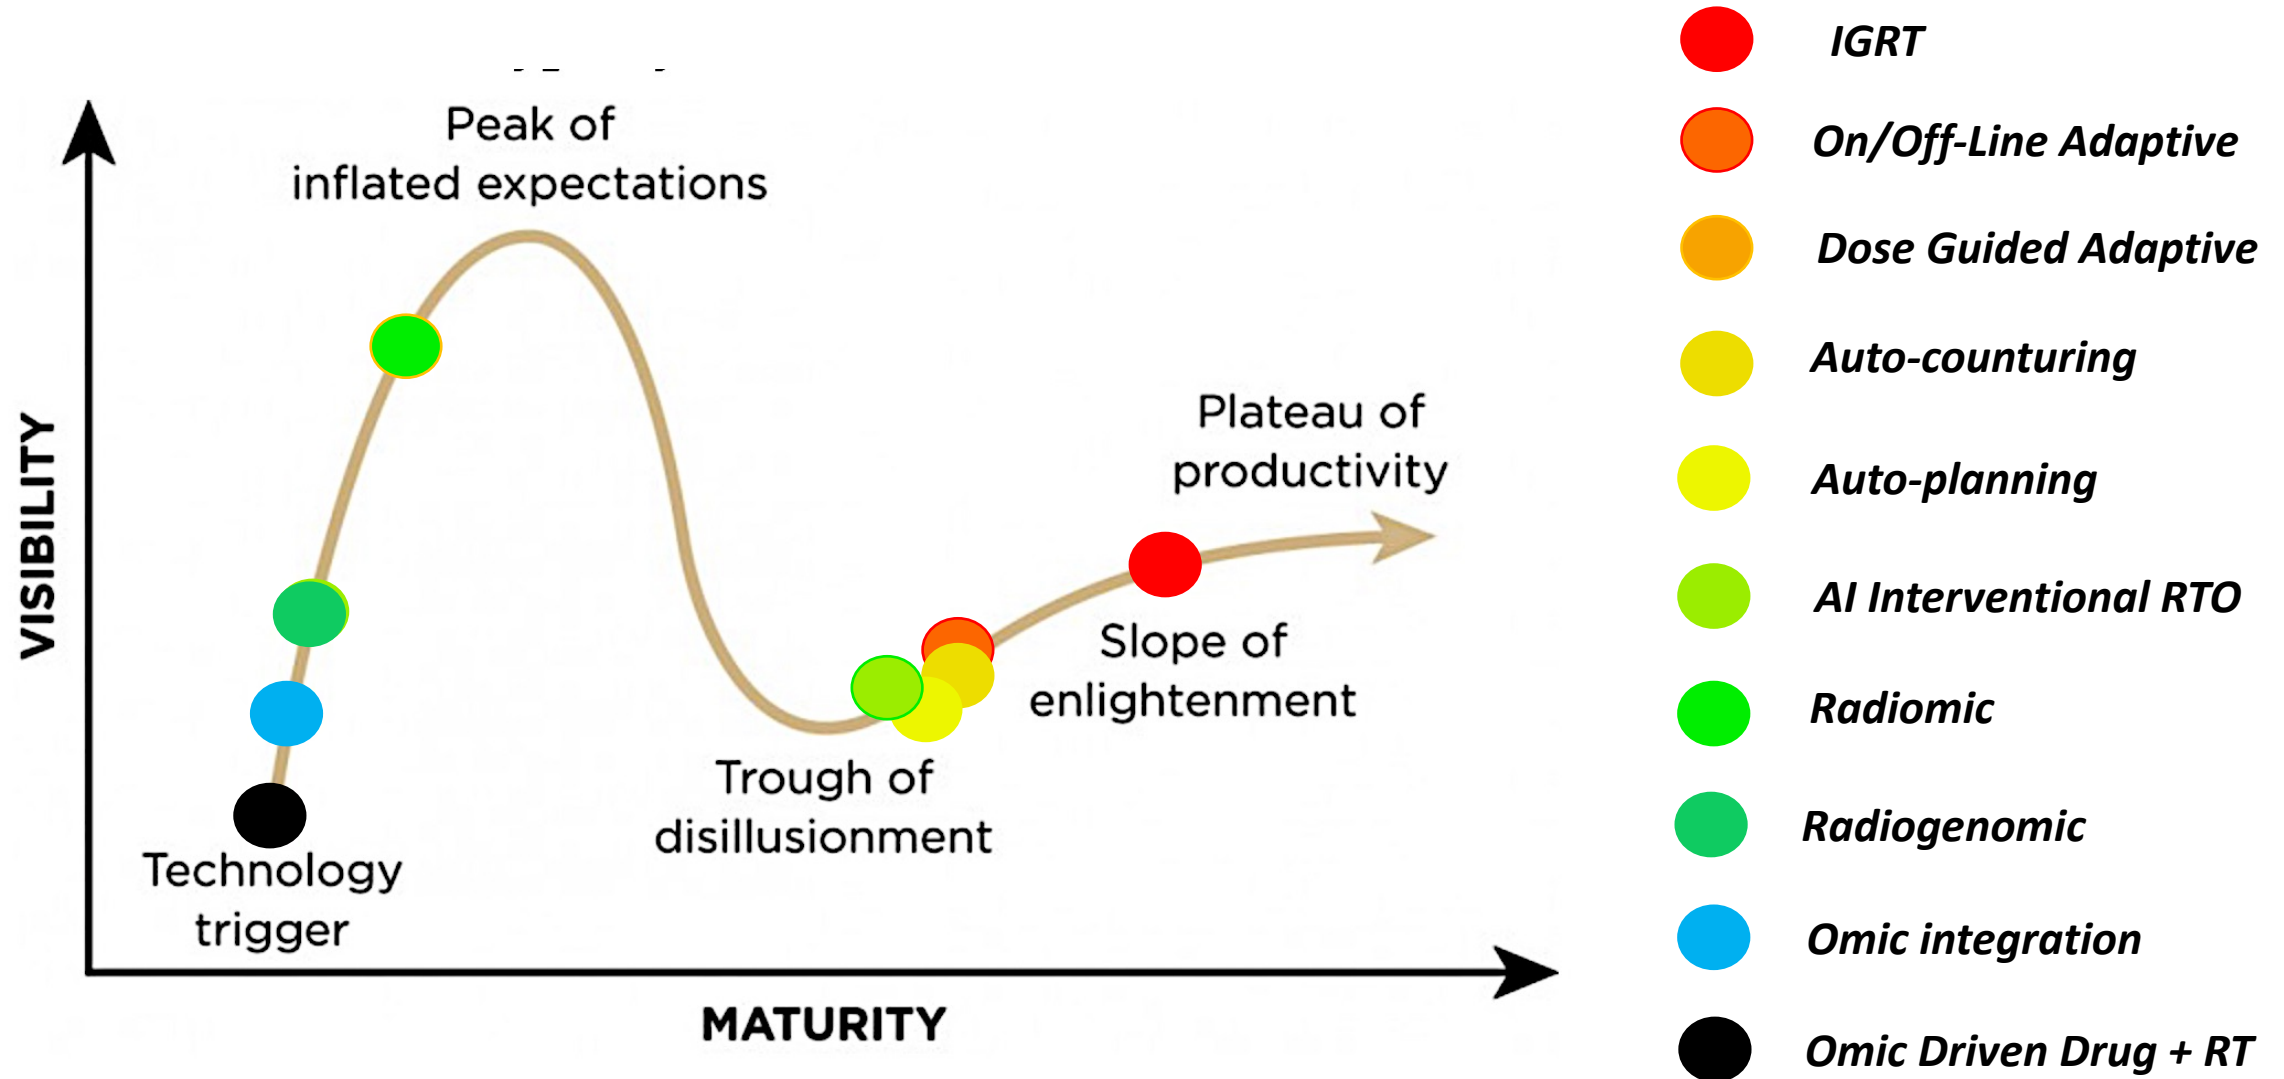 Peak of
inflated expectations
VISIBILITY
Plateau of
productivity
Slope of
enlightenment
Trough of
disillusionment
Technology
trigger
MATURITY
IGRT
On/Off-Line Adaptive
Dose Guided Adaptive
Auto-counturing
Auto-planning
AI Interventional RTO
Radiomic
Radiogenomic
Omic integration
Omic Driven Drug + RT